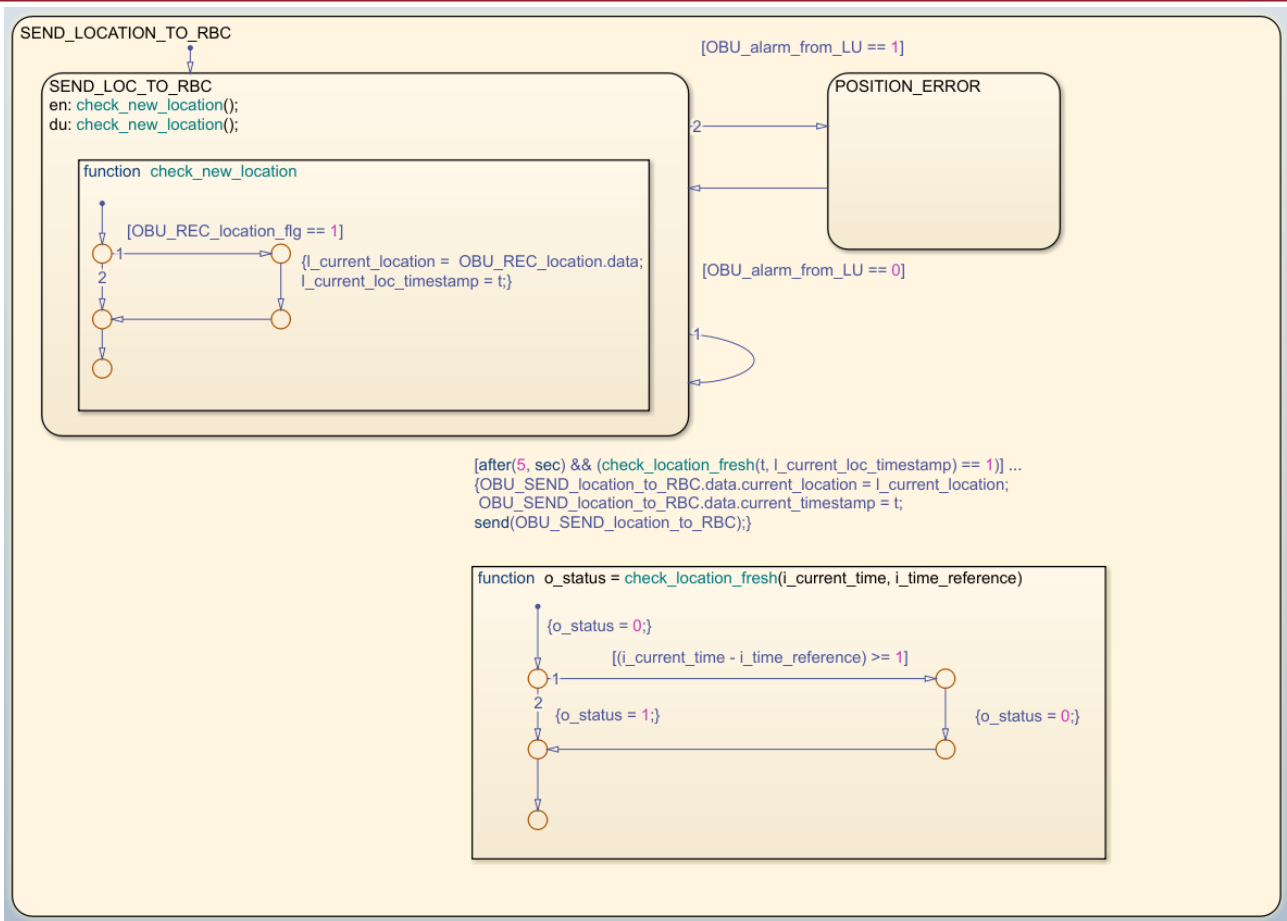 SEND_LOCATION_TO_RBC
[OBU_alarm_from_LU == 1]
SEND_LOC_TO_RBC
en: check_new_location();
du: check_new_location();
POSITION_ERROR
2
function check_new_location
[OBU_REC_location_flg == 1]
1
{l_current_location = OBU_REC_location.data;
l_current_loc_timestamp = t;}
2
[OBU_alarm_from_LU == 0]
1
[after(5, sec) && (check_location_fresh(t, l_current_loc_timestamp) == 1)] ...
{OBU_SEND_location_to_RBC.data.current_location = l_current_location;
OBU_SEND_location_to_RBC.data.current_timestamp = t;
send(OBU_SEND_location_to_RBC);}
function o_status = check_location_fresh(i_current_time, i_time_reference)
{o_status = 0;}
[(i_current_time - i_time_reference) >= 1]
1
2
{o_status = 1;}
{o_status = 0;}